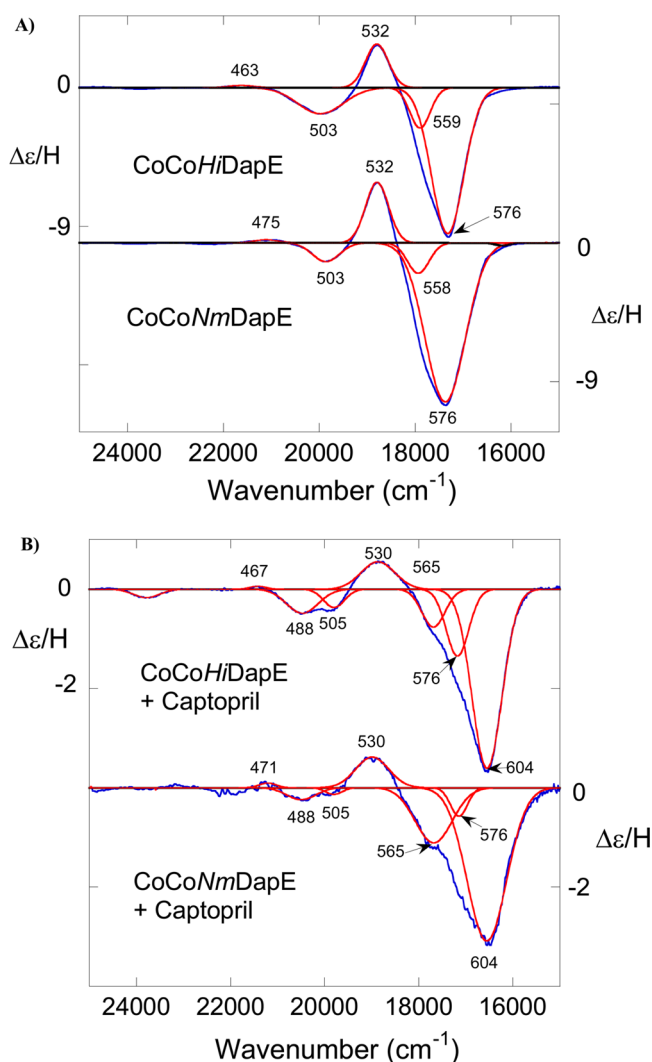 A)
532
463
0
503
559
Δε/H
CoCoHiDapE
532
576
-9
475
0
503
558
CoCoNmDapE
Δε/H
-9
576
24000 22000 20000 18000 16000
Wavenumber (cm-1)
B)
467
530
565
0
488
505
Δε/H
CoCoHiDapE
+ Captopril
576
-2
604
471
530
0
488
505
576
565
Δε/H
CoCoNmDapE
+ Captopril
-2
604
24000 22000 20000 18000 16000
Wavenumber (cm-1)